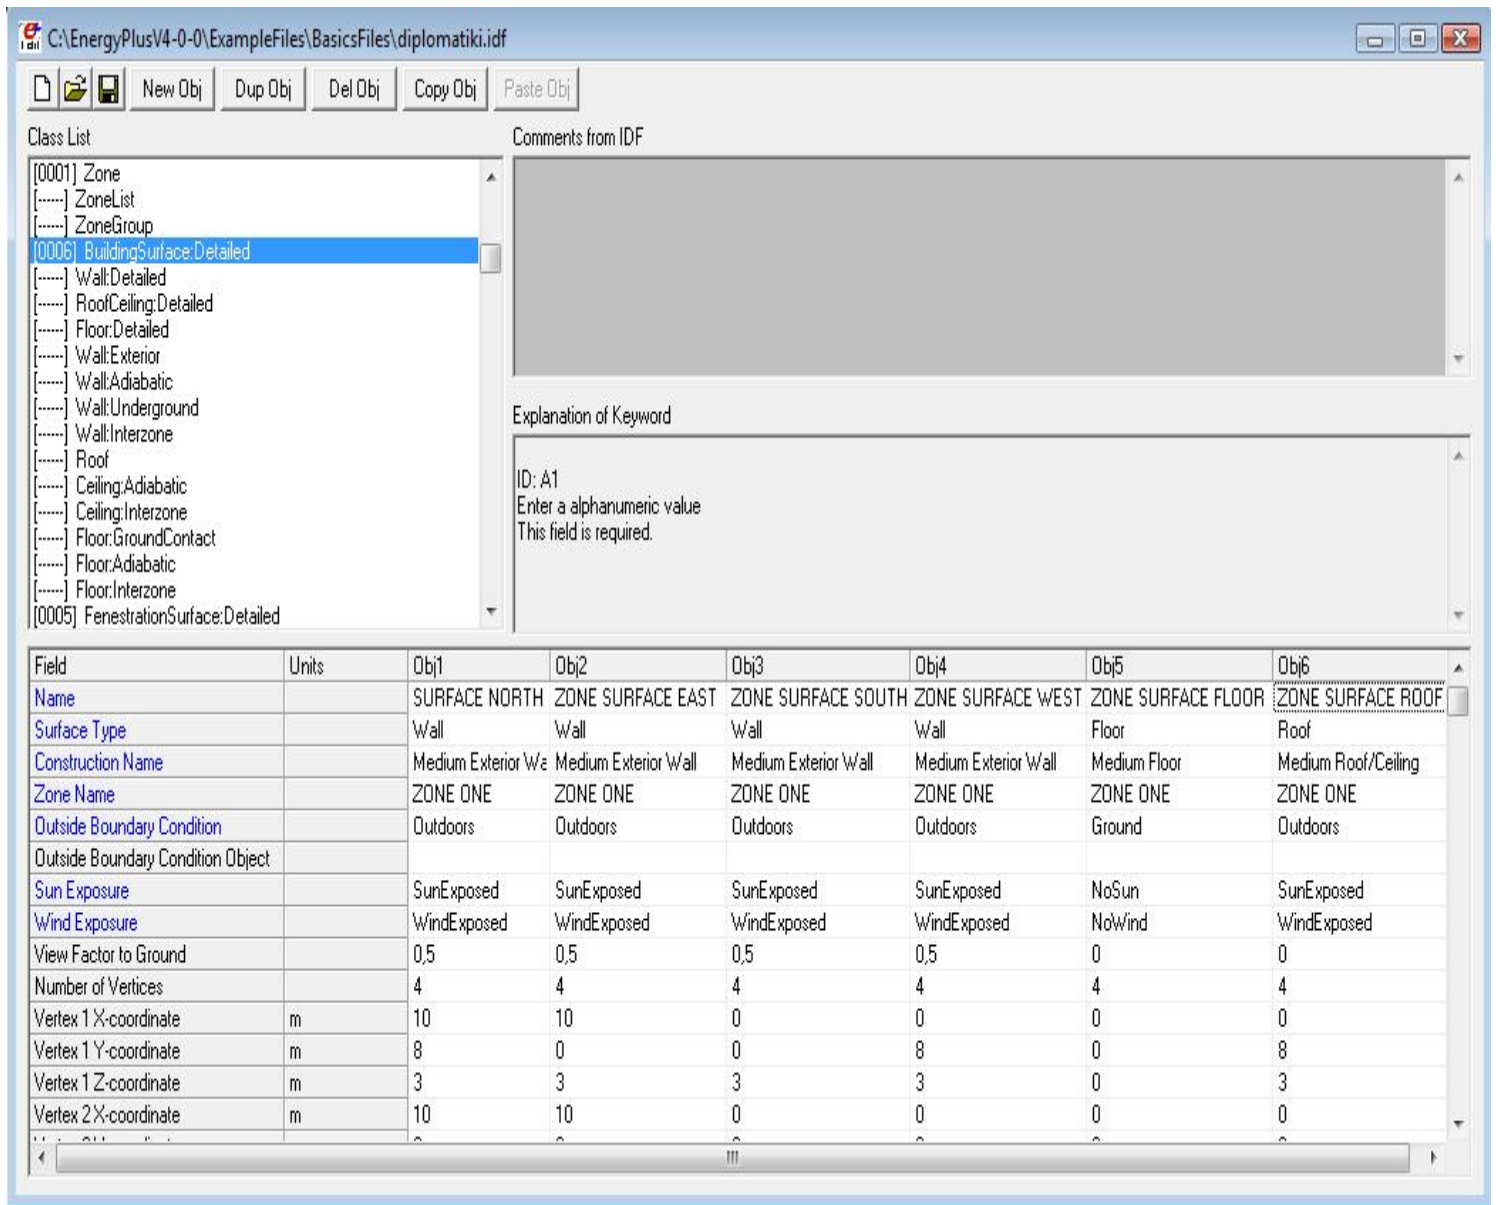 C:\EnergyPlusV4-0-0\ExampleFiles\BasicsFiles\diplomatiki.idf
New Obj Dup Obj Del Obj Copy Obj Paste Obj
Class List
[0001] Zone
[------] ZoneList
[------] ZoneGroup
[0006] BuildingSurface:Detailed
[------] Wall:Detailed
[------] RoofCeiling:Detailed
[------] Floor:Detailed
[------] Wall:Exterior
[------] Wall:Adiabatic
[------] Wall:Underground
[------] Wall:Interzone
[------] Roof
[------] Ceiling:Adiabatic
[------] Ceiling:Interzone
[------] Floor:GroundContact
[------] Floor:Adiabatic
[------] Floor:Interzone
[0005] FenestrationSurface:Detailed
Comments from IDF
Explanation of Keyword
ID: A1
Enter a alphanumeric value
This field is required.
Field Units Obj1 Obj2 Obj3 Obj4 Obj5 Obj6
Name SURFACE NORTH ZONE SURFACE EAST ZONE SURFACE SOUTH ZONE SURFACE WEST ZONE SURFACE FLOOR ZONE SURFACE ROOF
Surface Type Wall Wall Wall Wall Floor Roof
Construction Name Medium Exterior Wa Medium Exterior Wall Medium Exterior Wall Medium Exterior Wall Medium Floor Medium Roof/Ceiling
Zone Name ZONE ONE ZONE ONE ZONE ONE ZONE ONE ZONE ONE ZONE ONE
Outside Boundary Condition Outdoors Outdoors Outdoors Outdoors Ground Outdoors
Outside Boundary Condition Object
Sun Exposure SunExposed SunExposed SunExposed SunExposed NoSun SunExposed
Wind Exposure WindExposed WindExposed WindExposed WindExposed NoWind WindExposed
View Factor to Ground 0,5 0,5 0,5 0,5 0 0
Number of Vertices 4 4 4 4 4 4
Vertex 1 X-coordinate m 10 10 0 0 0 0
Vertex 1 Y-coordinate m 8 0 0 8 0 8
Vertex 1 Z-coordinate m 3 3 3 3 0 3
Vertex 2 X-coordinate m 10 10 0 0 0 0